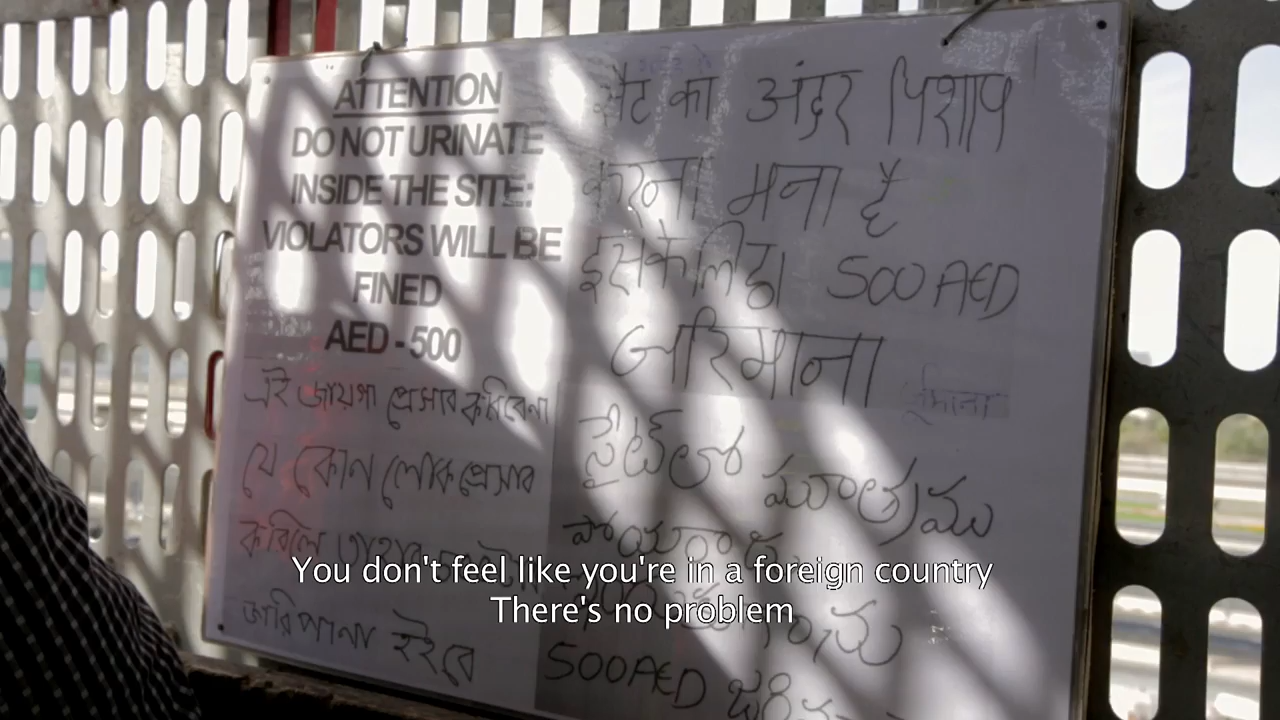 ATTENTION
DO NOT URINATE
INSIDE THE SITE:
VIOLATORS WILL BE
FINED
AED - 500
এই জায়গা প্রেসাব করিবেনা
যে কোন লোক প্রেসাব
করিলে তাহার
জরিপানা হইবে
सैट का अंदर पिशाप
करना मना है
इसके लिए 500 AED
जरिमाना
जुर्माना
సైట్‌లో మూత్రము
పోయరాదు
500 AED
You don't feel like you're in a foreign country
There's no problem